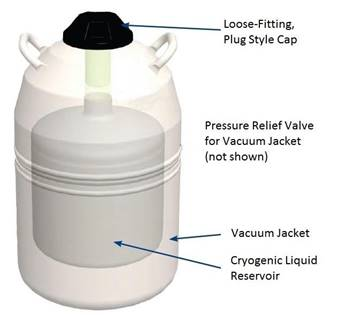 Loose-Fitting,
Plug Style Cap
Pressure Relief Valve
for Vacuum Jacket
(not shown)
Vacuum Jacket
Cryogenic Liquid
Reservoir